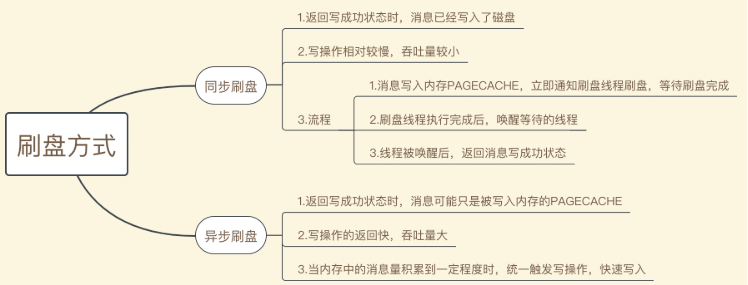 刷盘方式
同步刷盘
1.返回写成功状态时，消息已经写入了磁盘
2.写操作相对较慢，吞吐量较小
3.流程
1.消息写入内存PAGECACHE，立即通知刷盘线程刷盘，等待刷盘完成
2.刷盘线程执行完成后，唤醒等待的线程
3.线程被唤醒后，返回消息写成功状态
异步刷盘
1.返回写成功状态时，消息可能只是被写入内存的PAGECACHE
2.写操作的返回快，吞吐量大
3.当内存中的消息量积累到一定程度时，统一触发写操作，快速写入